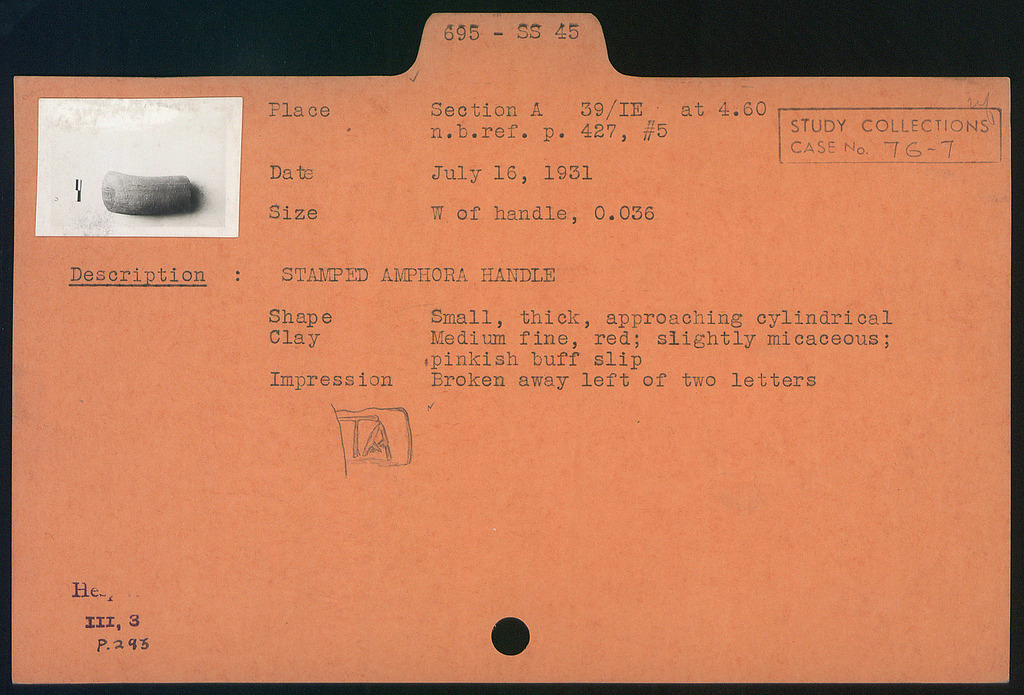 695 - SS 45
Place Section A 39/IE at 4.60
n.b.ref. p. 427, #5
STUDY COLLECTIONS
CASE No. 76-7
Date July 16, 1931
Size W of handle, 0.036
Description : STAMPED AMPHORA HANDLE
Shape Small, thick, approaching cylindrical
Clay Medium fine, red; slightly micaceous;
pinkish buff slip
Impression Broken away left of two letters
ΤΑ
III, 3